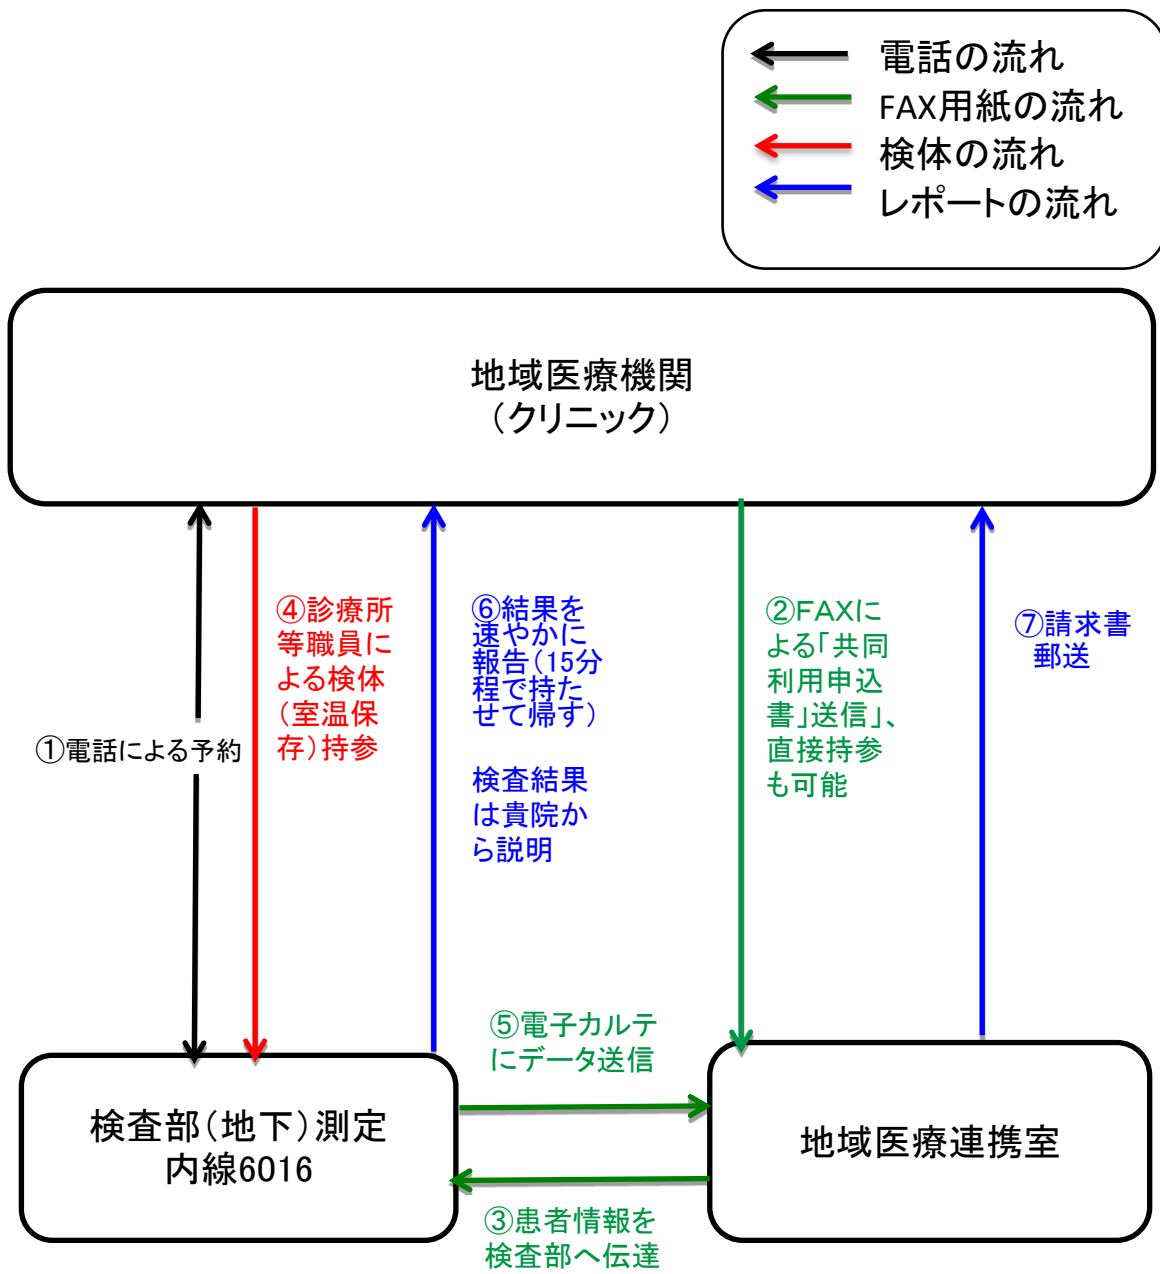 電話の流れ
FAX用紙の流れ
検体の流れ
レポートの流れ
地域医療機関
（クリニック）
①電話による予約
④診療所
等職員に
よる検体
（室温保
存）持参
⑥結果を
速やかに
報告（15分
程で持た
せて帰す）
検査結果
は貴院か
ら説明
②FAXに
よる「共同
利用申込
書」送信」、
直接持参
も可能
⑦請求書
郵送
⑤電子カルテ
にデータ送信
検査部（地下）測定
内線6016
地域医療連携室
③患者情報を
検査部へ伝達